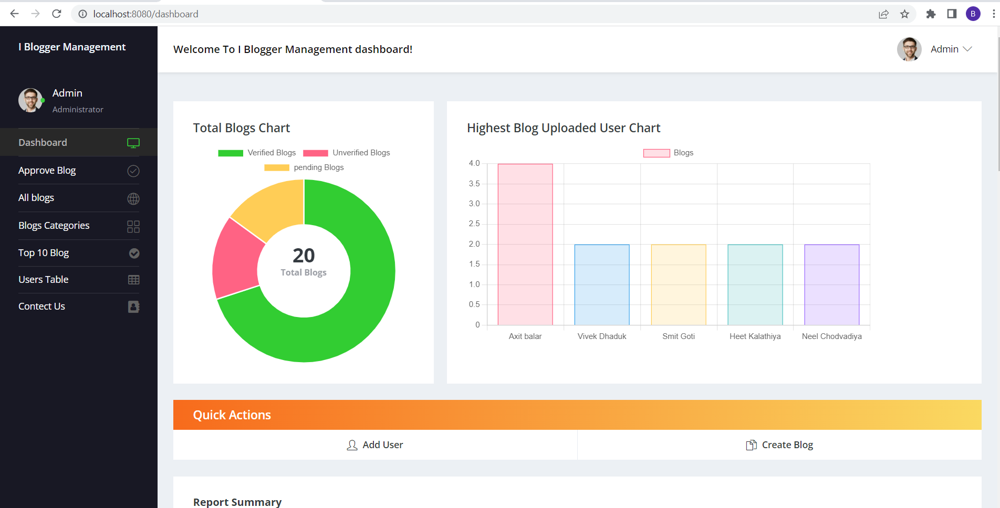 localhost:8080/dashboard
B
I Blogger Management
Welcome To I Blogger Management dashboard!
Admin
Admin
Administrator
Dashboard
Approve Blog
All blogs
Blogs Categories
Top 10 Blog
Users Table
Contect Us
Total Blogs Chart
Verified Blogs Unverified Blogs
pending Blogs
20
Total Blogs
Highest Blog Uploaded User Chart
Blogs
4.0
3.5
3.0
2.5
2.0
1.5
1.0
0.5
0
Axit balar Vivek Dhaduk Smit Goti Heet Kalathiya Neel Chodvadiya
Quick Actions
Add User Create Blog
Report Summary